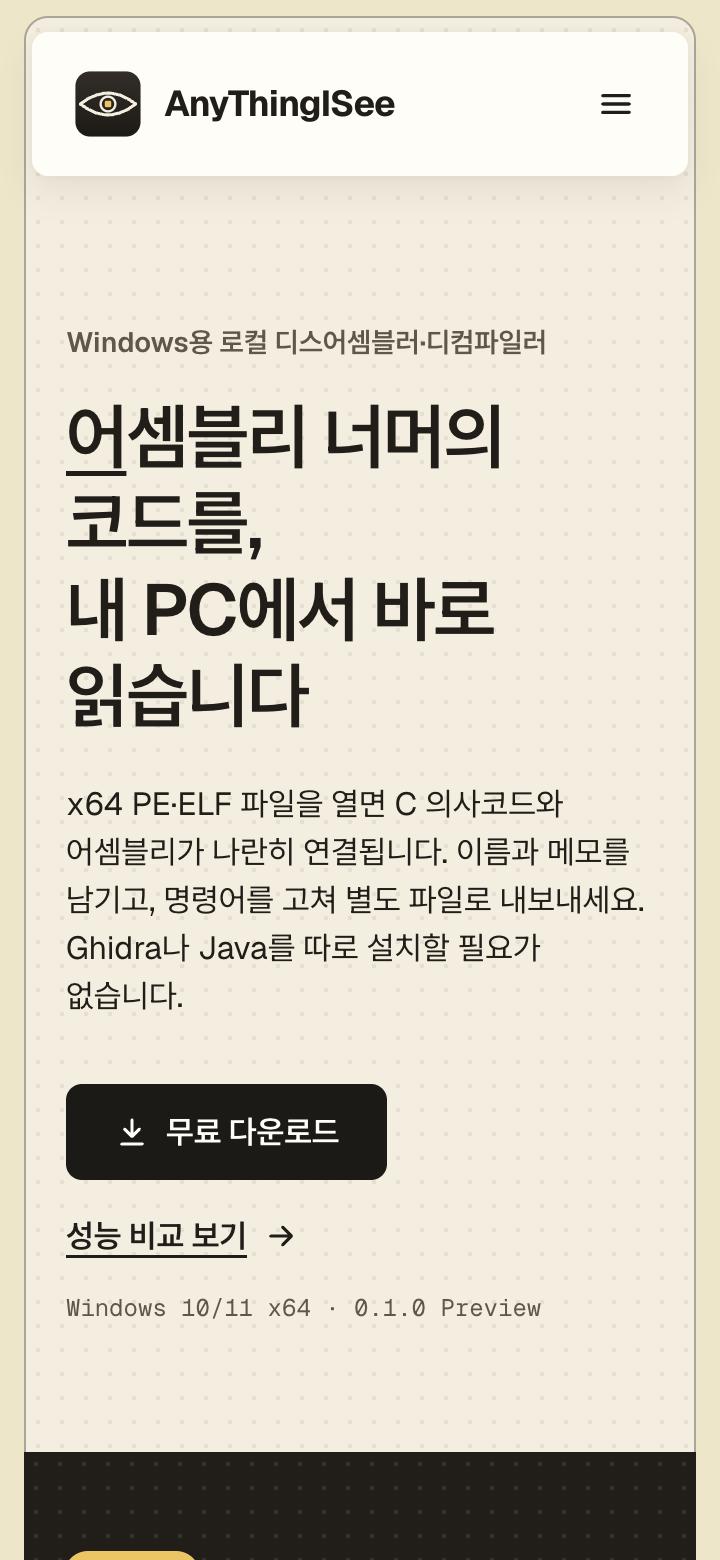 AnyThingISee
Windows용 로컬 디스어셈블러·디컴파일러
어셈블리 너머의
코드를,
내 PC에서 바로
읽습니다
x64 PE·ELF 파일을 열면 C 의사코드와
어셈블리가 나란히 연결됩니다. 이름과 메모를
남기고, 명령어를 고쳐 별도 파일로 내보내세요.
Ghidra나 Java를 따로 설치할 필요가
없습니다.
무료 다운로드
성능 비교 보기
Windows 10/11 x64 · 0.1.0 Preview